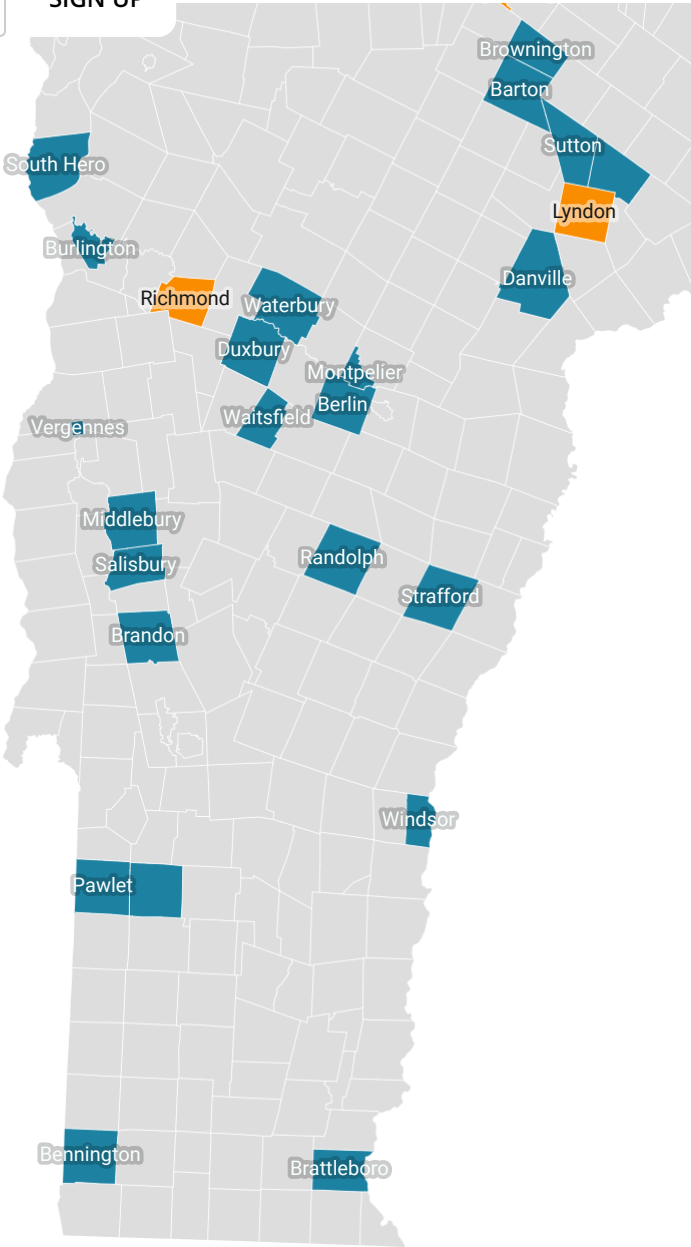 SIGN UP
Brownington
Barton
Sutton
South Hero
Lyndon
Burlington
Danville
Richmond
Waterbury
Duxbury
Montpelier
Berlin
Waitsfield
Vergennes
Middlebury
Randolph
Salisbury
Strafford
Brandon
Windsor
Pawlet
Bennington
Brattleboro